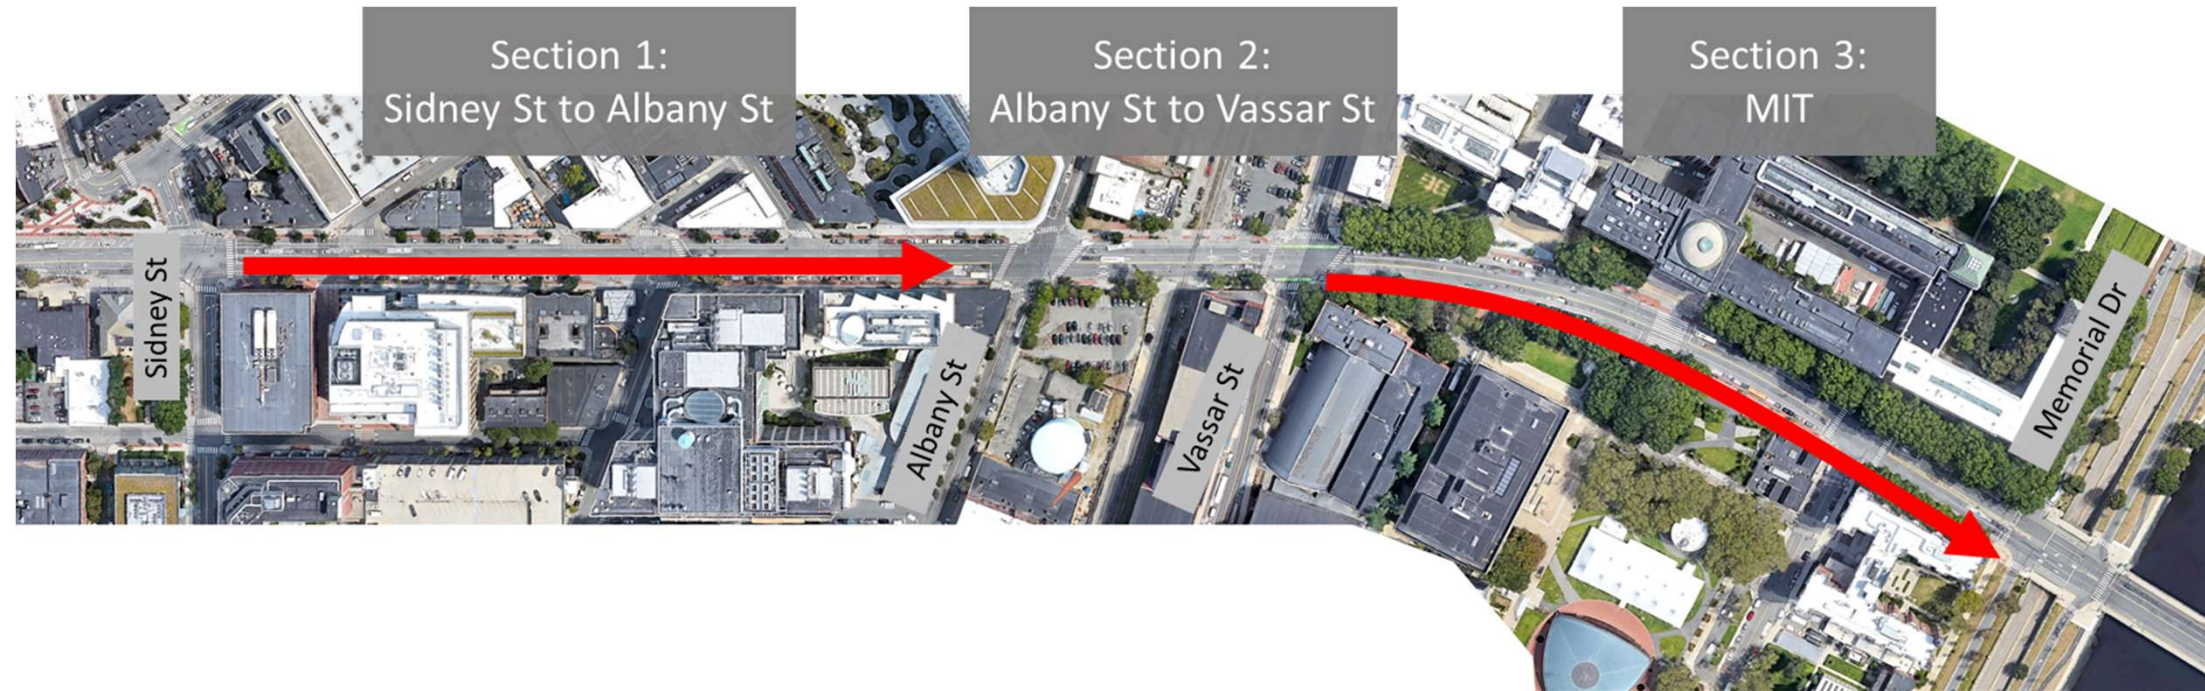 Section 1:
Sidney St to Albany St
Section 2:
Albany St to Vassar St
Section 3:
MIT
Sidney St
Albany St
Vassar St
Memorial Dr